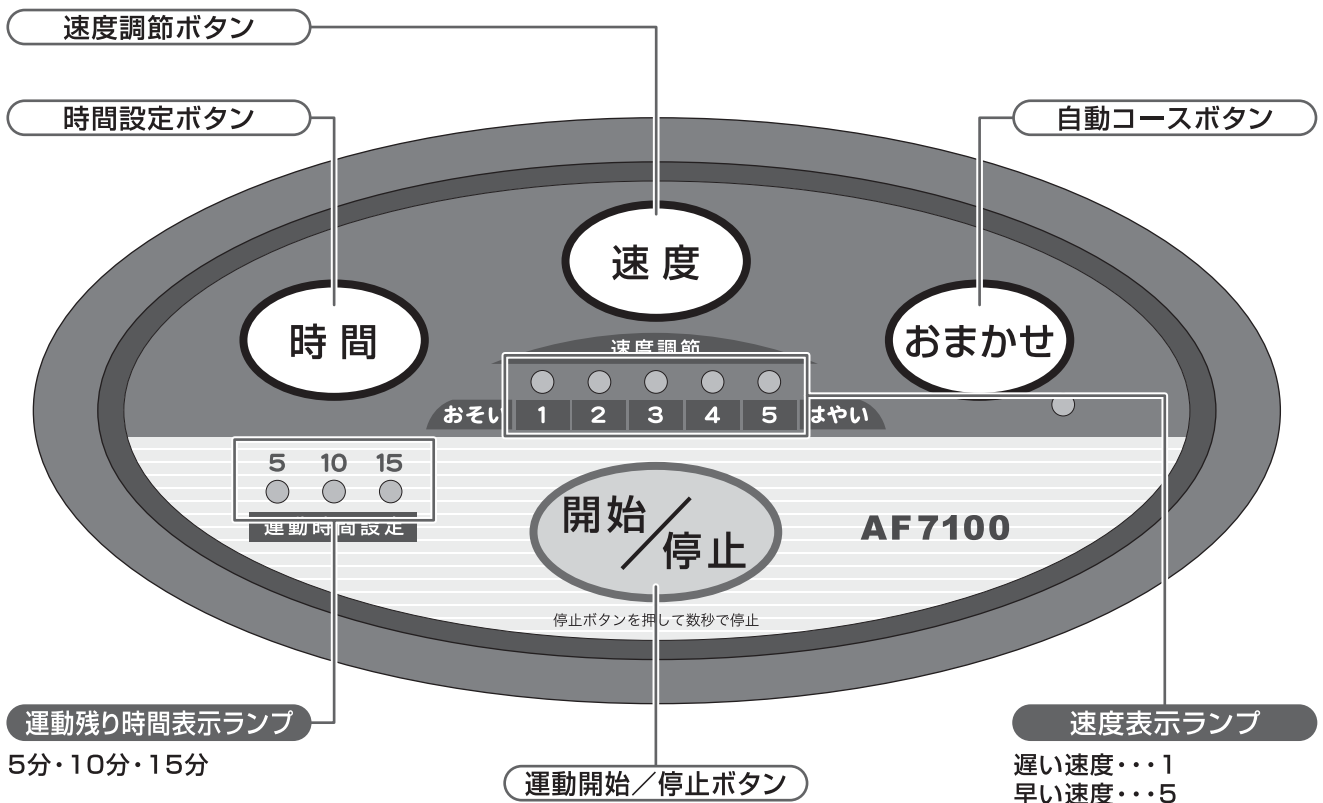 速度調節ボタン
時間設定ボタン
自動コースボタン
速度
時間
おまかせ
速度調節
おそい 1 2 3 4 5 はやい
5 10 15
運動時間設定
開始/停止
AF7100
停止ボタンを押して数秒で停止
運動残り時間表示ランプ
5分・10分・15分
運動開始/停止ボタン
速度表示ランプ
遅い速度・・・1
早い速度・・・5